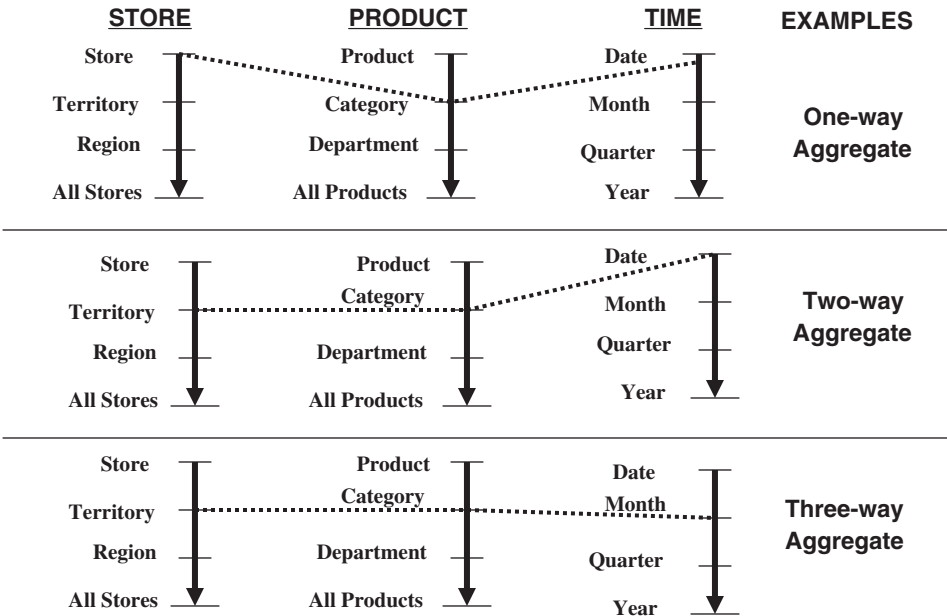 STORE PRODUCT TIME EXAMPLES
Store Product Date
Territory Category Month
One-way
Aggregate
Region Department Quarter
All Stores All Products Year
Store Product Date
Category
Territory Month
Two-way
Aggregate
Region Department Quarter
All Stores All Products Year
Store Product Date
Category Month
Territory
Three-way
Aggregate
Region Department Quarter
All Stores All Products Year